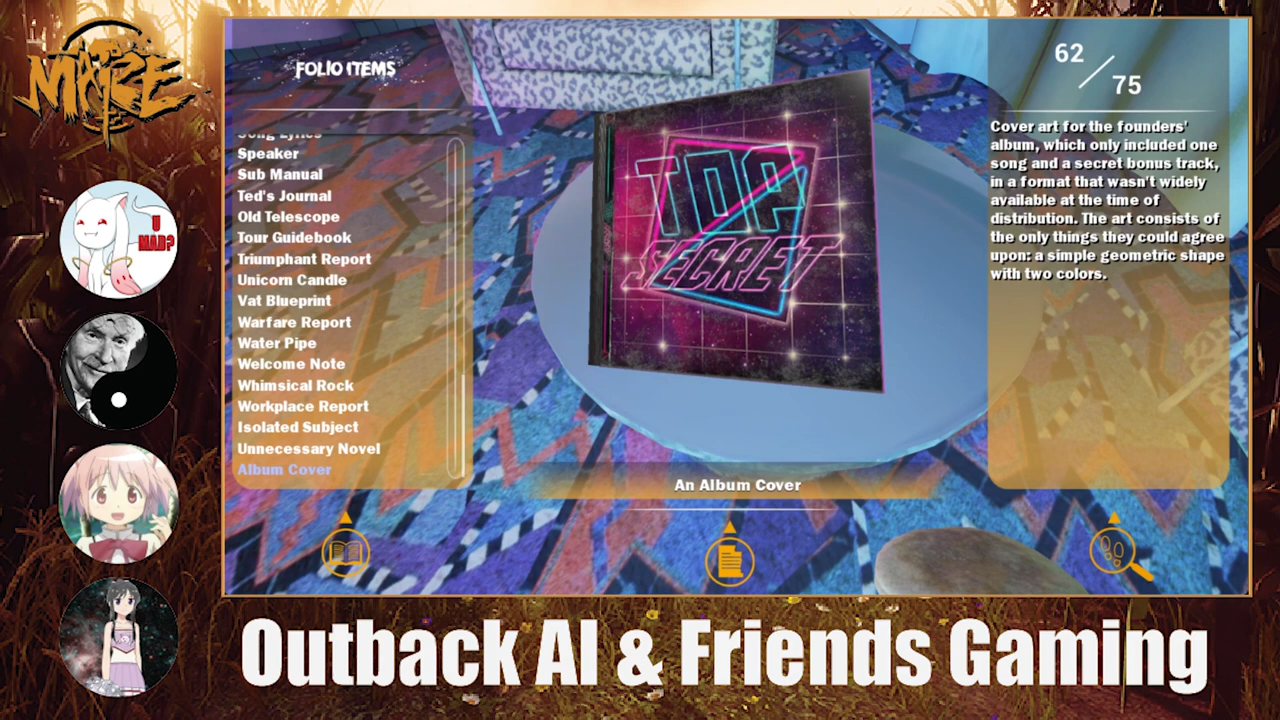 MAIZE
U
MAD?
FOLIO ITEMS
Song Lyrics
Speaker
Sub Manual
Ted's Journal
Old Telescope
Tour Guidebook
Triumphant Report
Unicorn Candle
Vat Blueprint
Warfare Report
Water Pipe
Welcome Note
Whimsical Rock
Workplace Report
Isolated Subject
Unnecessary Novel
Album Cover
TOP
SECRET
An Album Cover
62
75
Cover art for the founders'
album, which only included one
song and a secret bonus track,
in a format that wasn't widely
available at the time of
distribution. The art consists of
the only things they could agree
upon: a simple geometric shape
with two colors.
Outback Al & Friends Gaming